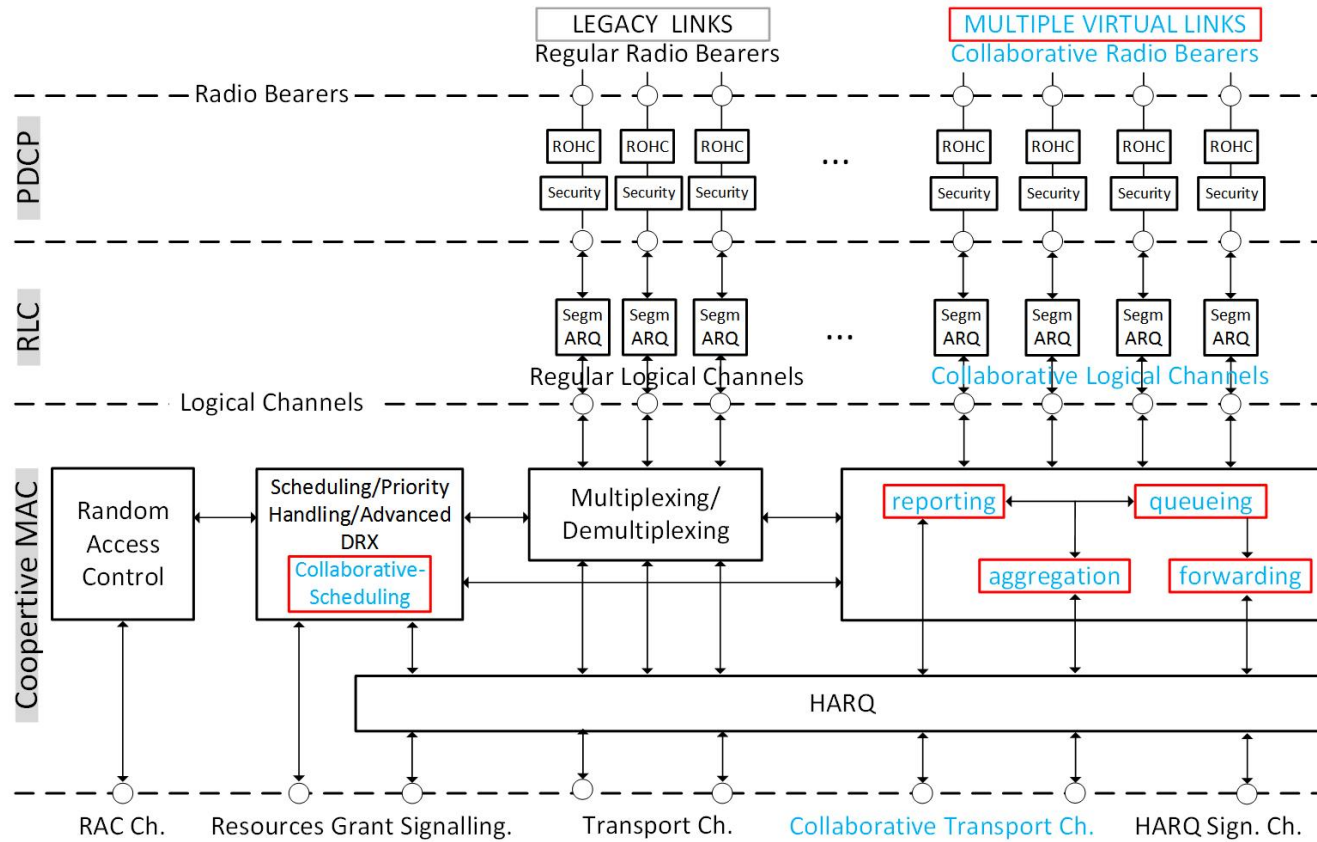 LEGACY LINKS
MULTIPLE VIRTUAL LINKS
Regular Radio Bearers
Collaborative Radio Bearers
Radio Bearers
PDCP
ROHC
ROHC
ROHC
...
ROHC
ROHC
ROHC
ROHC
Security
Security
Security
Security
Security
Security
Security
RLC
Segm
ARQ
Segm
ARQ
Segm
ARQ
...
Segm
ARQ
Segm
ARQ
Segm
ARQ
Segm
ARQ
Regular Logical Channels
Collaborative Logical Channels
Logical Channels
Coopertive MAC
Random
Access
Control
Scheduling/Priority
Handling/Advanced
DRX
Collaborative-
Scheduling
Multiplexing/
Demultiplexing
reporting
queueing
aggregation
forwarding
HARQ
RAC Ch.
Resources Grant Signalling.
Transport Ch.
Collaborative Transport Ch.
HARQ Sign. Ch.